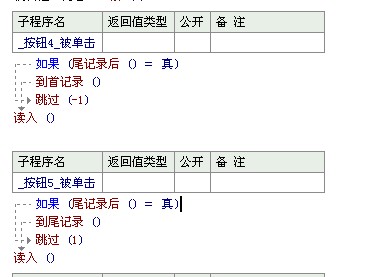 子程序名 返回值类型 公开 备 注
_按钮4_被单击
如果 (尾记录后 () = 真)
到首记录 ()
跳过 (-1)
读入 ()
子程序名 返回值类型 公开 备 注
_按钮5_被单击
如果 (尾记录后 () = 真)
到尾记录 ()
跳过 (1)
读入 ()